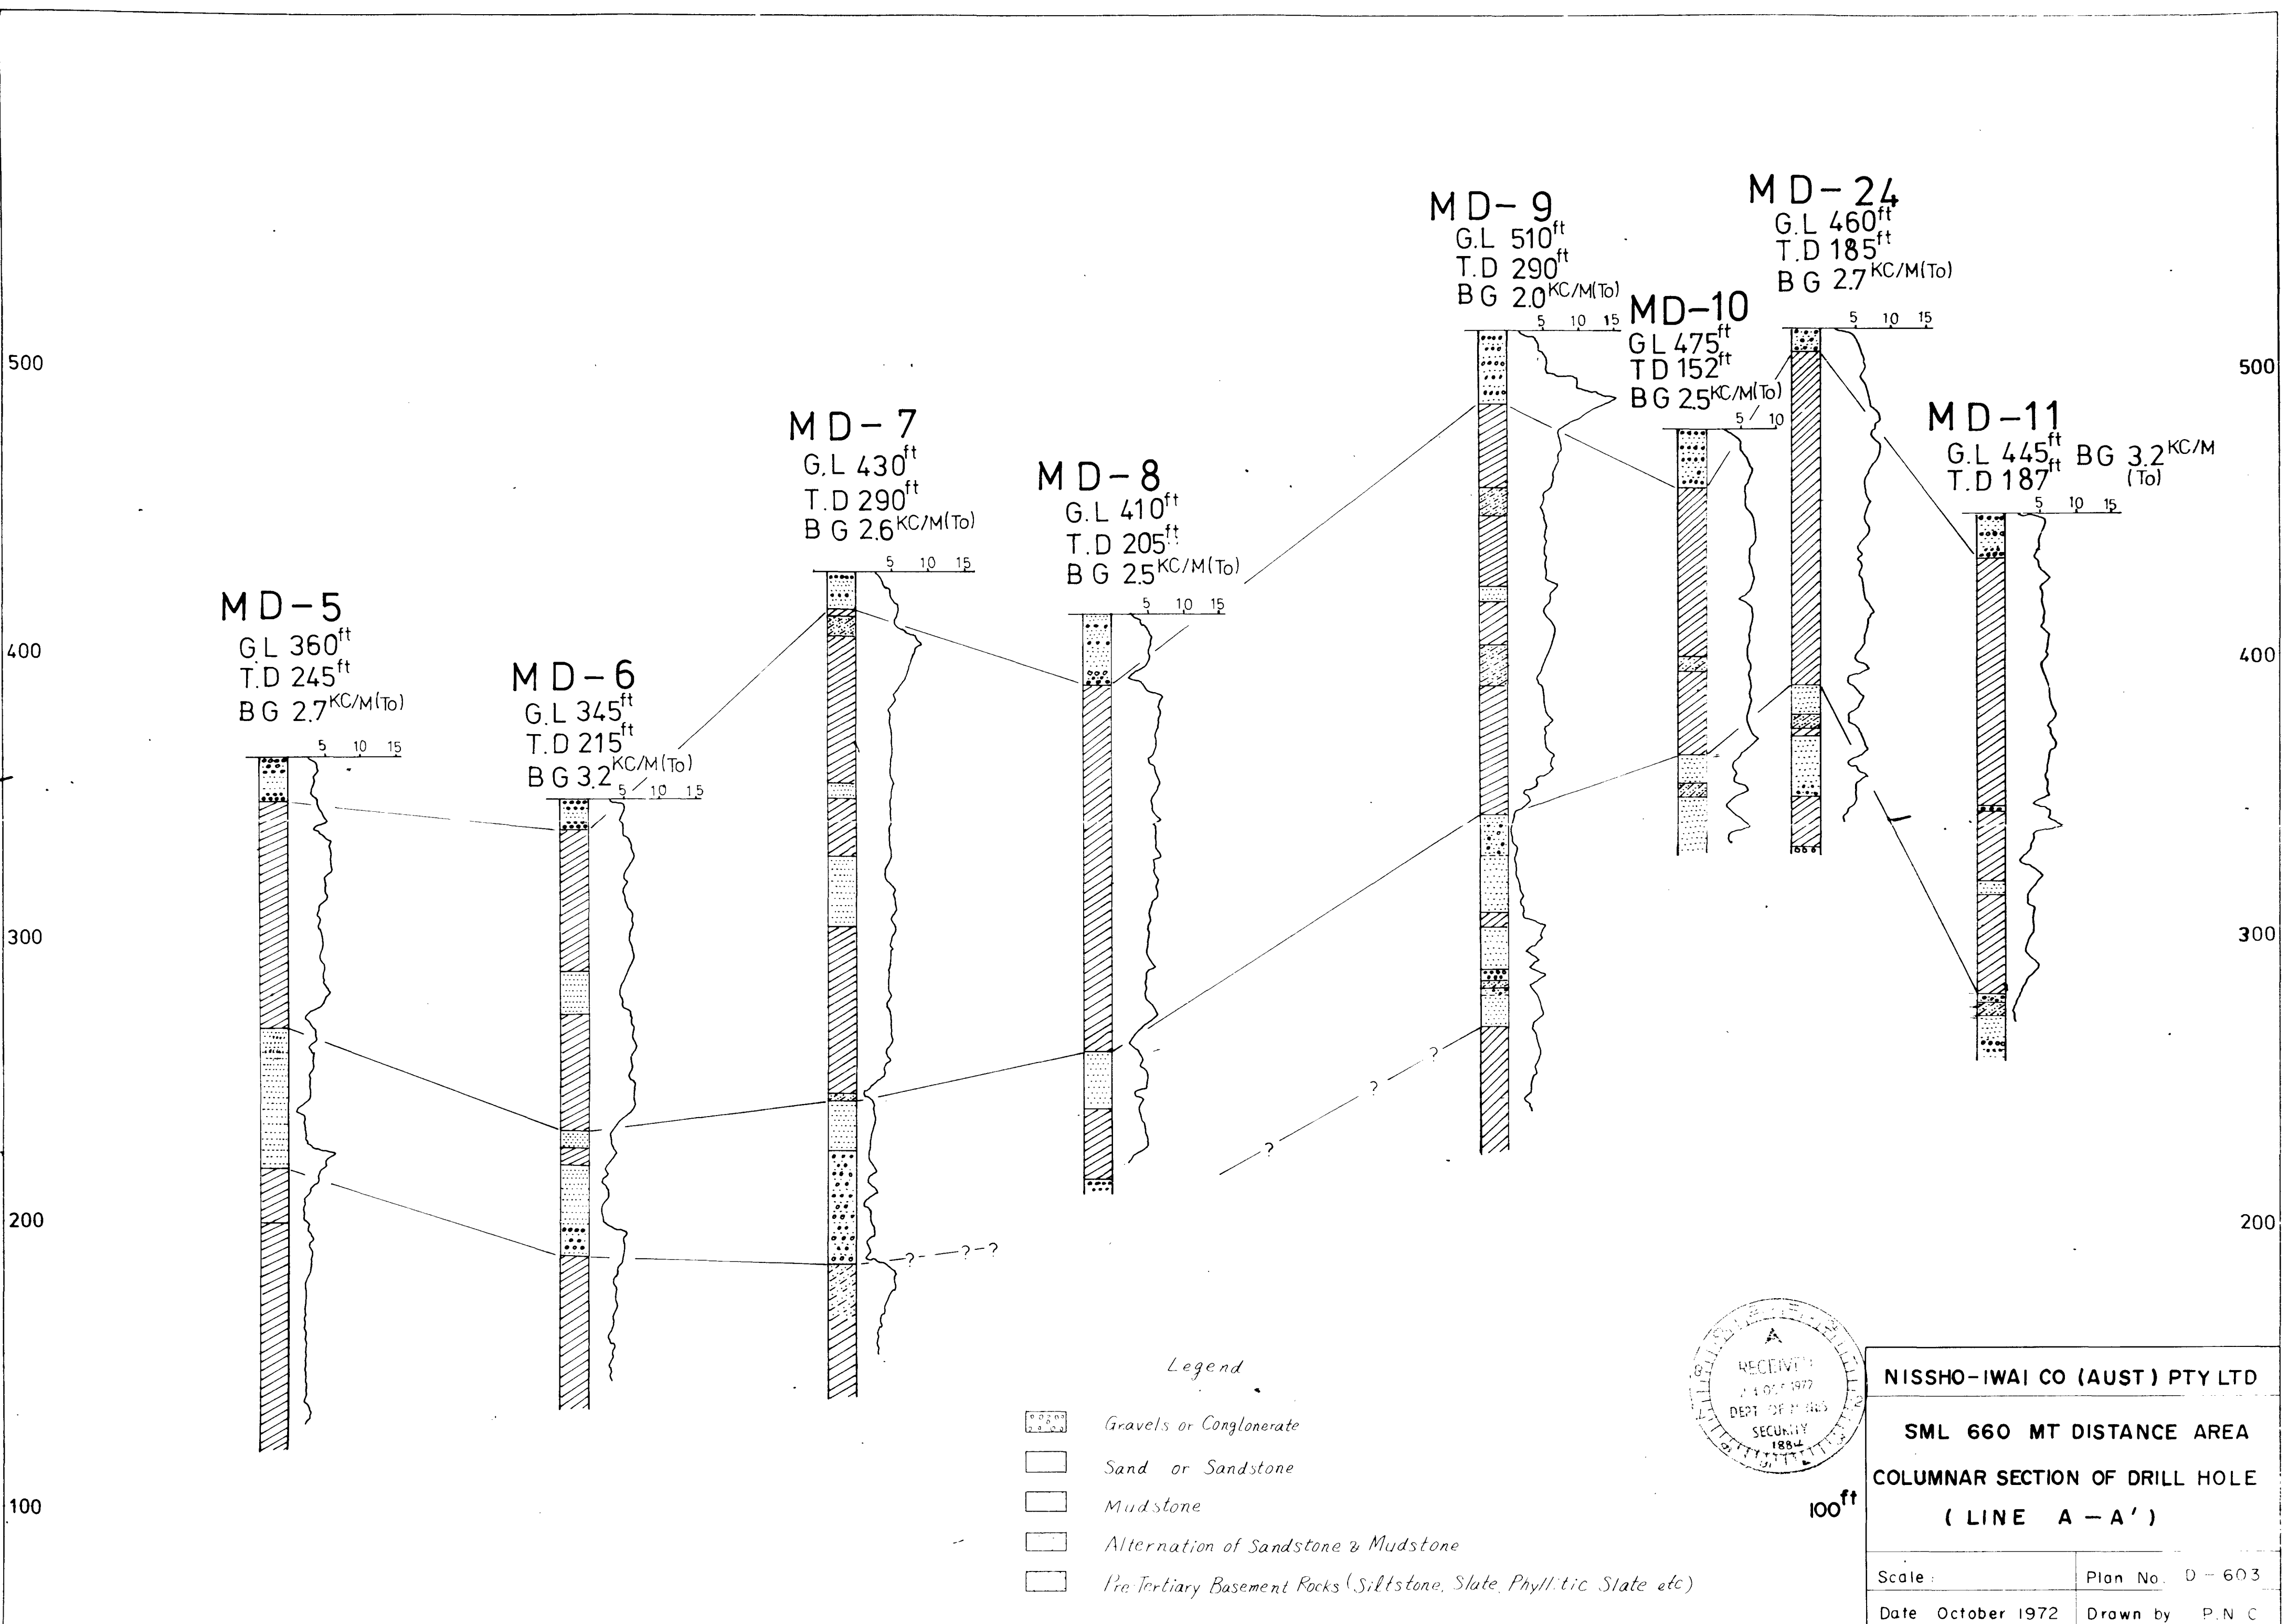 MD-5
G.L 360ft
T.D 245ft
BG 2.7KC/M(To)
5 10 15
MD-6
G.L 345ft
T.D 215ft
BG 3.2KC/M(To)
5 10 15
MD-7
G.L 430ft
T.D 290ft
BG 2.6KC/M(To)
5 10 15
MD-8
G.L 410ft
T.D 205ft
BG 2.5KC/M(To)
5 10 15
MD-9
G.L 510ft
T.D 290ft
BG 2.0KC/M(To)
5 10 15
MD-10
GL 475ft
TD 152ft
BG 2.5KC/M(To)
5 10
MD-24
G.L 460ft
T.D 185ft
BG 2.7KC/M(To)
5 10 15
MD-11
G.L 445ft BG 3.2KC/M
T.D 187ft (To)
5 10 15
500
400
300
200
100
500
400
300
200
100ft
? - ? - ?
? ? ?
Legend
Gravels or Conglonerate
Sand or Sandstone
Mudstone
Alternation of Sandstone & Mudstone
Pre Tertiary Basement Rocks (Siltstone, Slate, Phyllitic Slate etc)
A
RECEIVED
OCT 1972
DEPT OF MINES
SECURITY
1884
NISSHO-IWAI CO (AUST) PTY LTD
SML 660 MT DISTANCE AREA
COLUMNAR SECTION OF DRILL HOLE
(LINE A-A')
Scale :
Plan No. D-603
Date October 1972
Drawn by P.N C